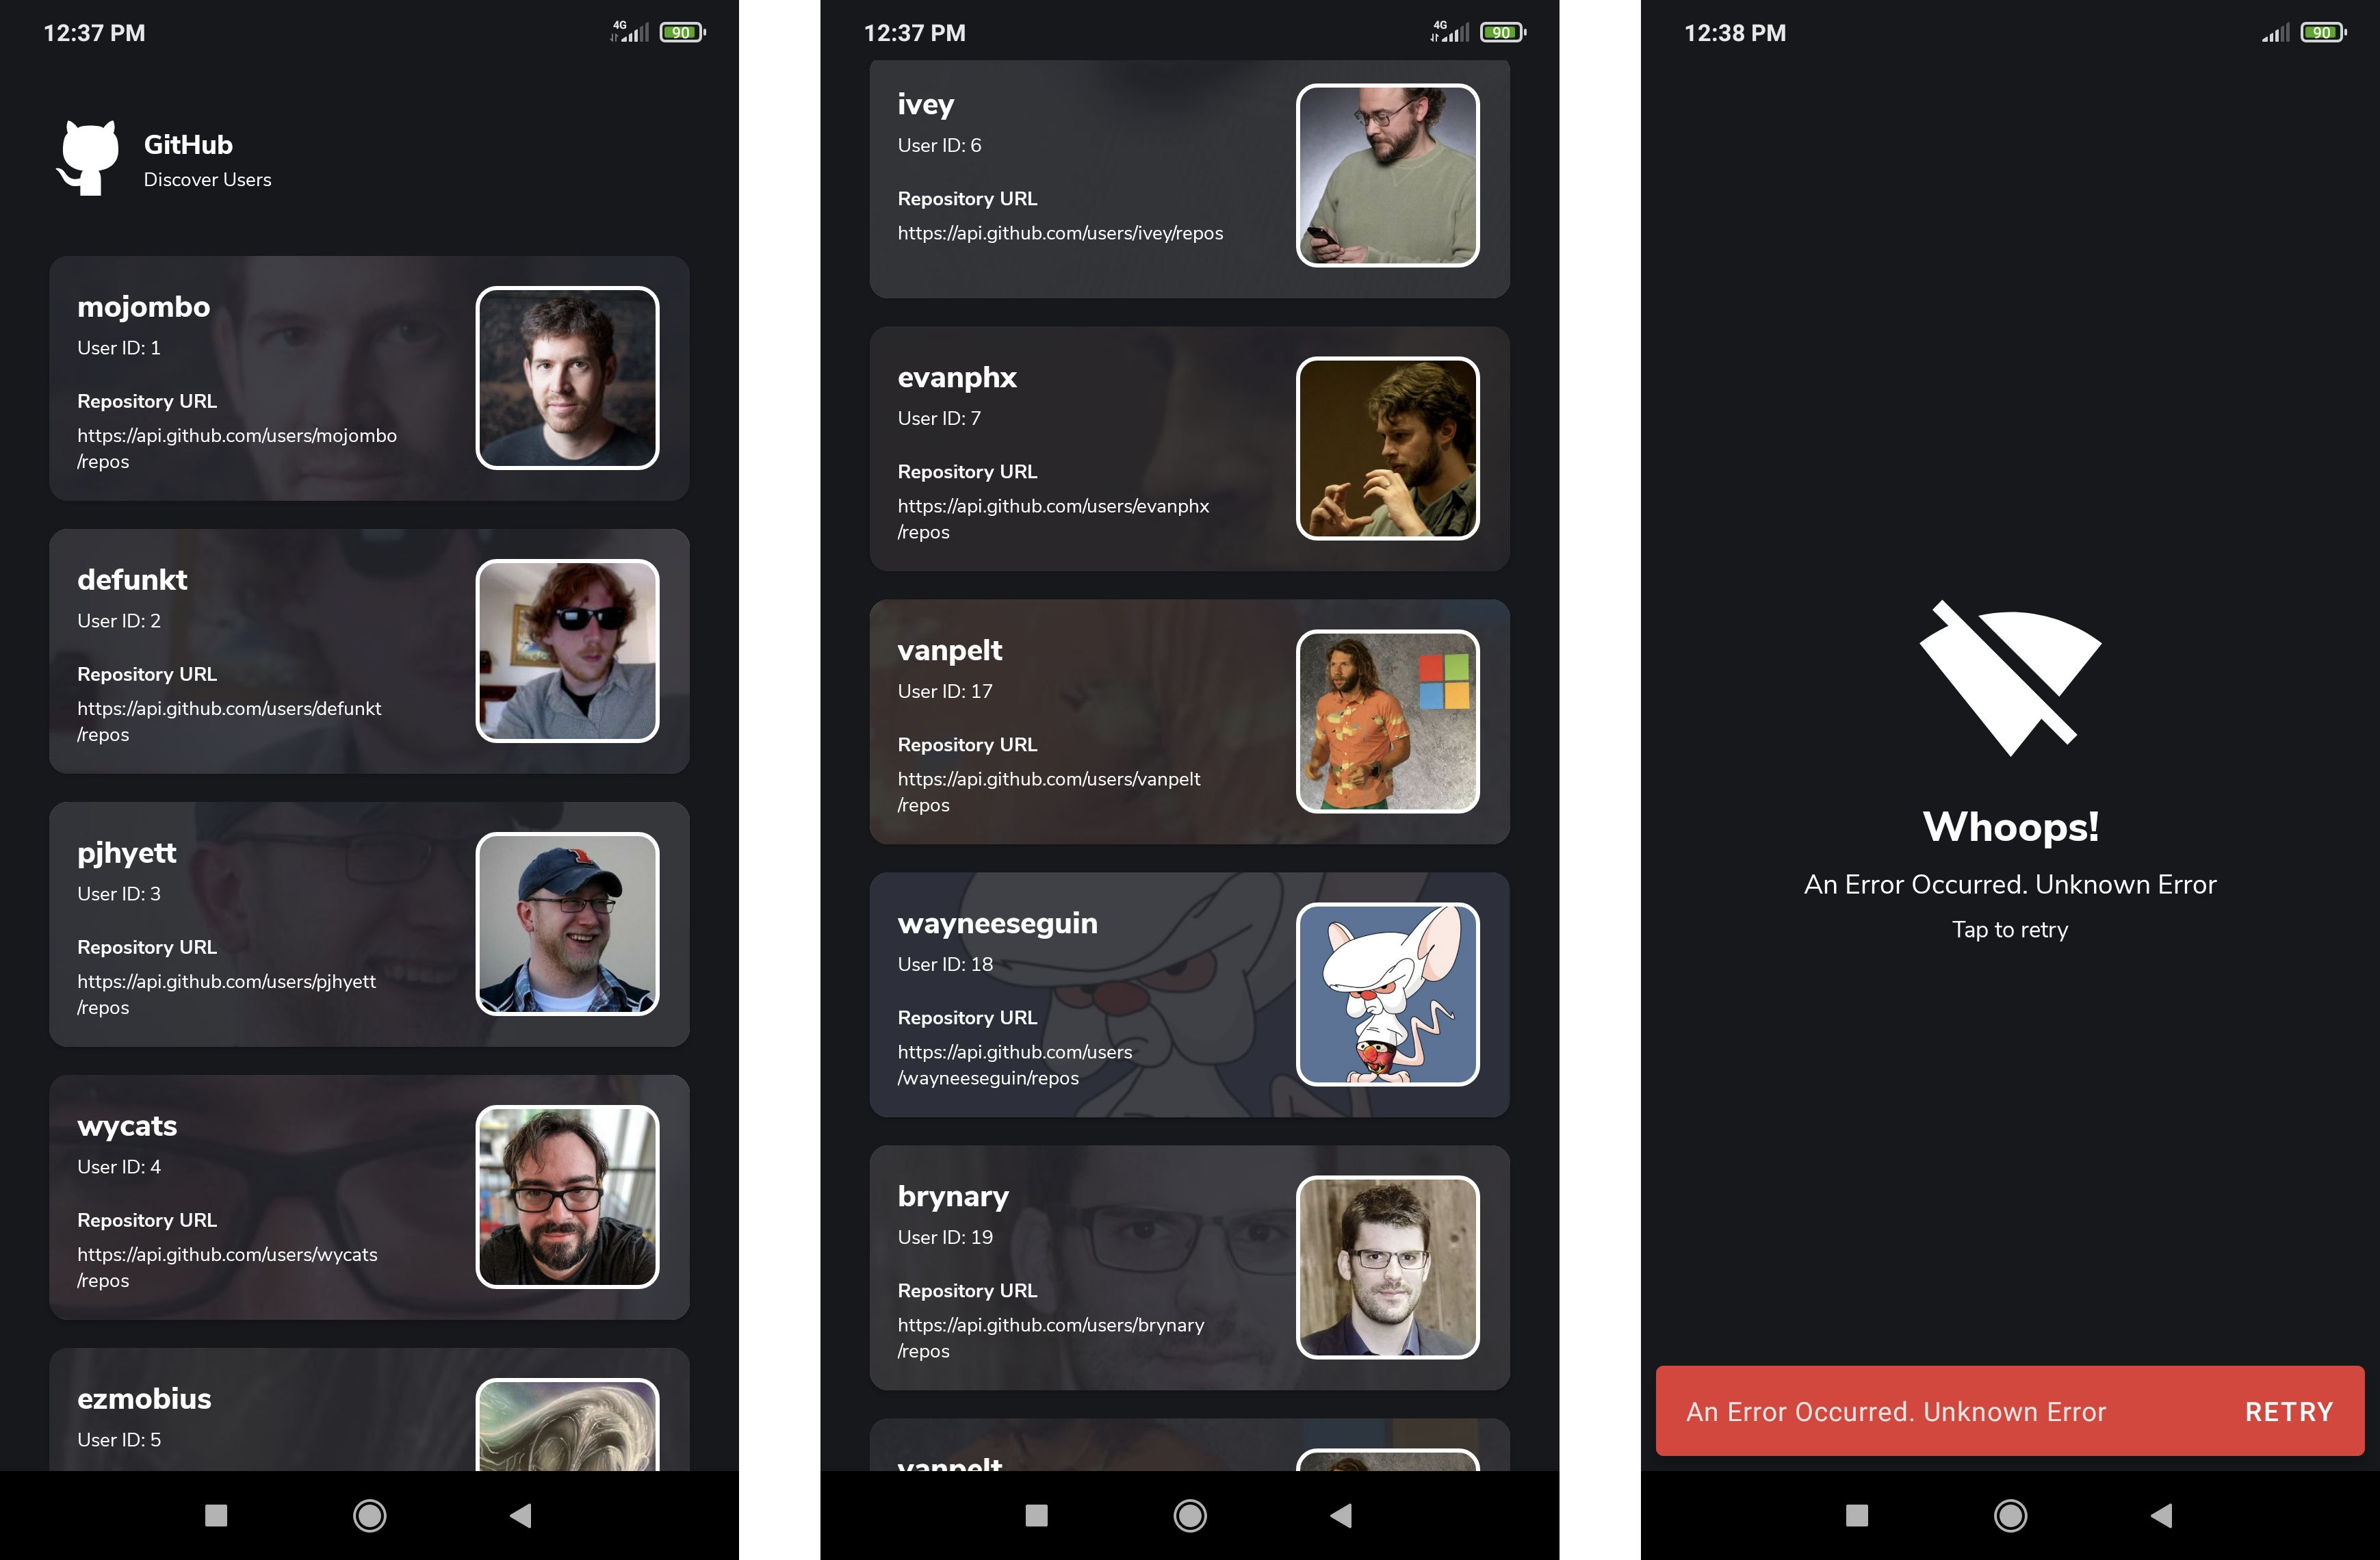 12:37 PM
4G
90
GitHub
Discover Users
mojombo
User ID: 1
Repository URL
https://api.github.com/users/mojombo
/repos
defunkt
User ID: 2
Repository URL
https://api.github.com/users/defunkt
/repos
pjhyett
User ID: 3
Repository URL
https://api.github.com/users/pjhyett
/repos
wycats
User ID: 4
Repository URL
https://api.github.com/users/wycats
/repos
ezmobius
User ID: 5
12:37 PM
4G
90
ivey
User ID: 6
Repository URL
https://api.github.com/users/ivey/repos
evanphx
User ID: 7
Repository URL
https://api.github.com/users/evanphx
/repos
vanpelt
User ID: 17
Repository URL
https://api.github.com/users/vanpelt
/repos
wayneeseguin
User ID: 18
Repository URL
https://api.github.com/users
/wayneeseguin/repos
brynary
User ID: 19
Repository URL
https://api.github.com/users/brynary
/repos
vanpelt
12:38 PM
90
Whoops!
An Error Occurred. Unknown Error
Tap to retry
An Error Occurred. Unknown Error
RETRY